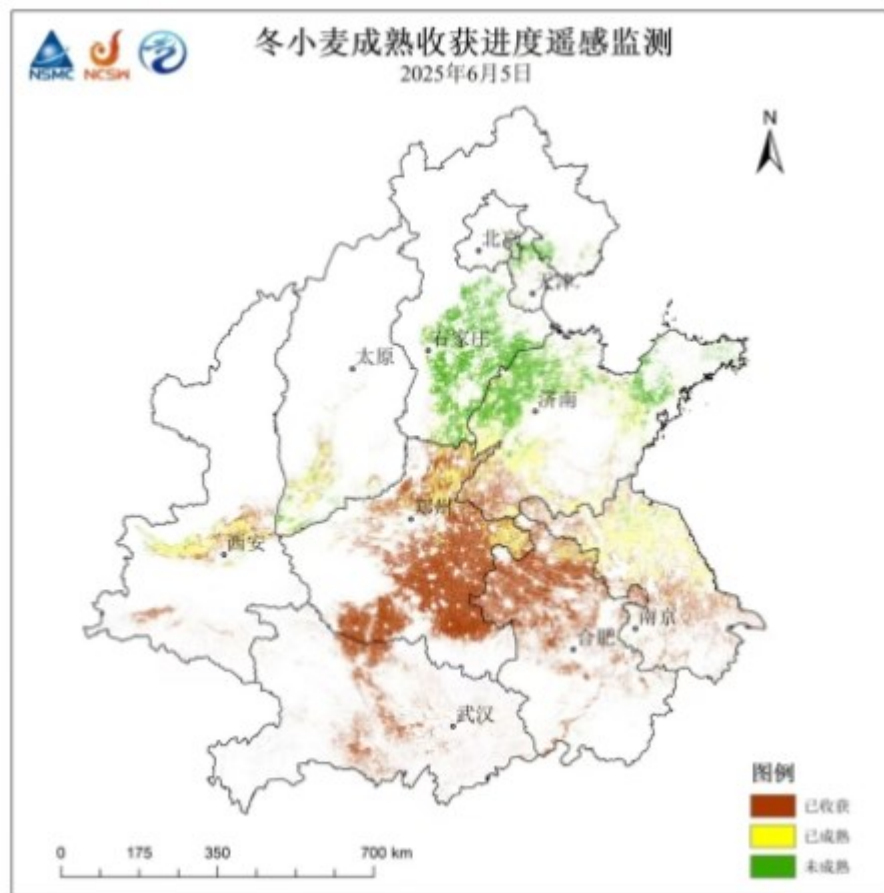 冬小麦成熟收获进度遥感监测
2025年6月5日
NSMC
NCSW
N
北京
天津
石家庄
太原
济南
郑州
西安
南京
合肥
武汉
图例
已收获
已成熟
未成熟
0 175 350 700 km